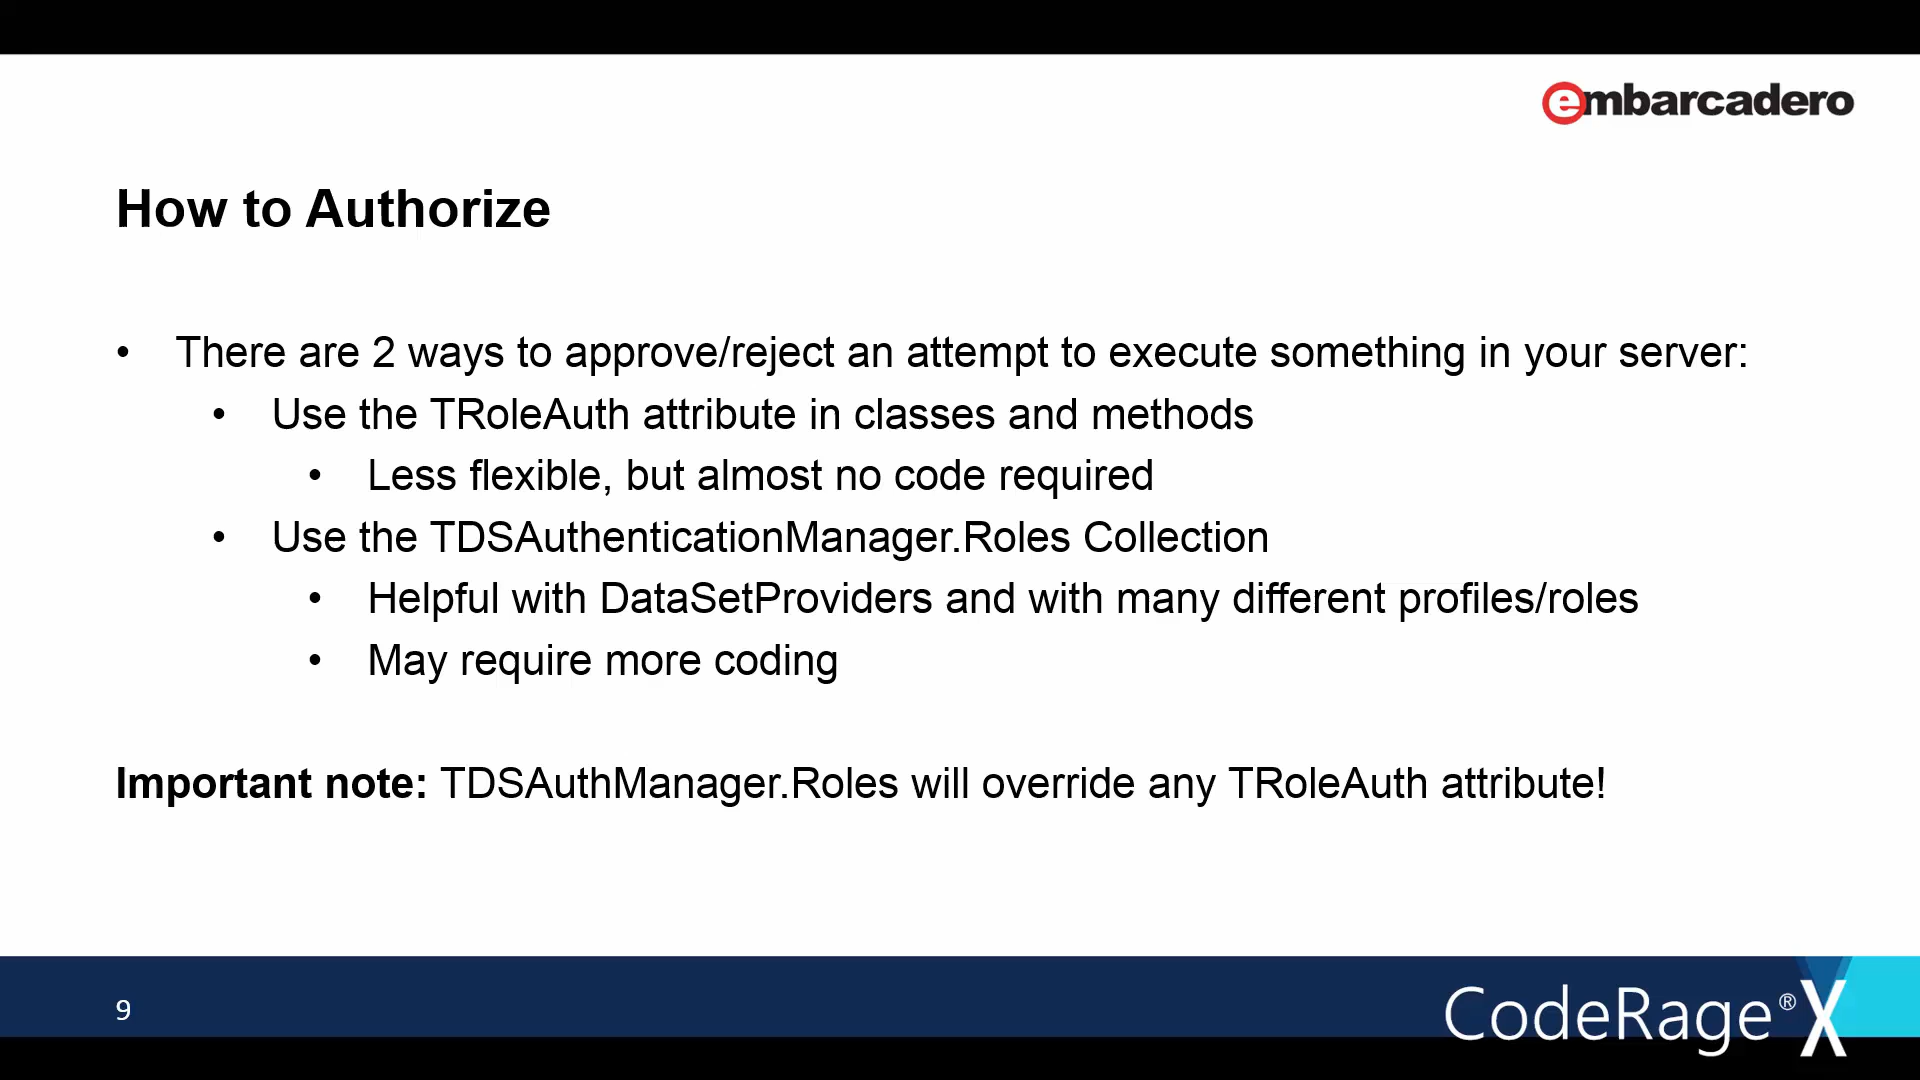 embarcadero
How to Authorize
• There are 2 ways to approve/reject an attempt to execute something in your server:
• Use the TRoleAuth attribute in classes and methods
• Less flexible, but almost no code required
• Use the TDSAuthenticationManager.Roles Collection
• Helpful with DataSetProviders and with many different profiles/roles
• May require more coding
Important note: TDSAuthManager.Roles will override any TRoleAuth attribute!
9
CodeRage® X